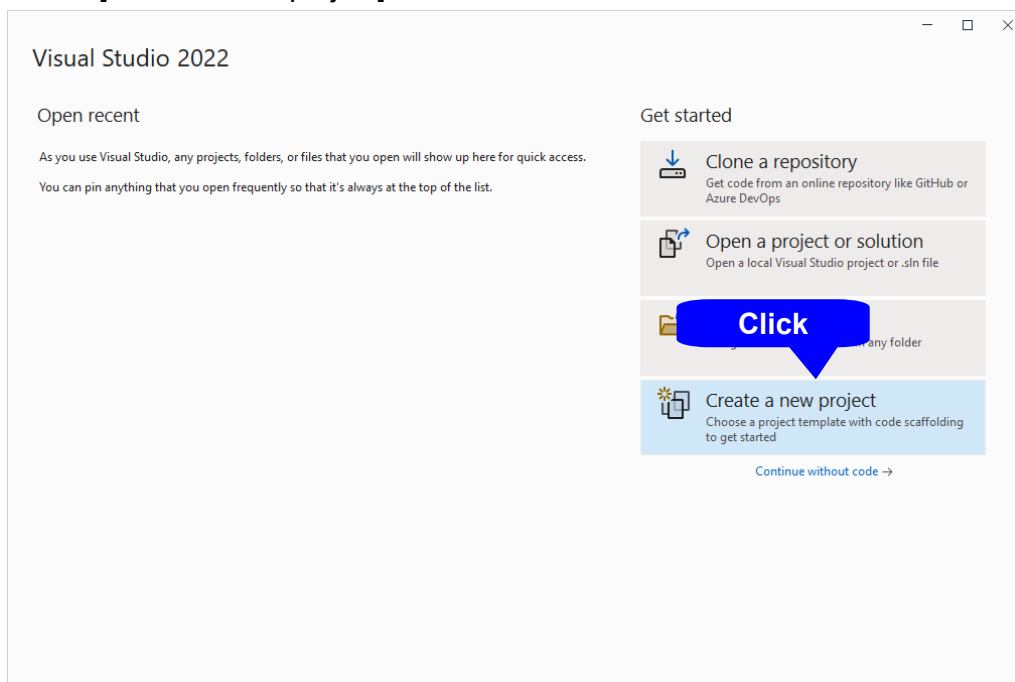 Visual Studio 2022
Open recent
As you use Visual Studio, any projects, folders, or files that you open will show up here for quick access.
You can pin anything that you open frequently so that it's always at the top of the list.
Get started
Clone a repository
Get code from an online repository like GitHub or
Azure DevOps
Open a project or solution
Open a local Visual Studio project or .sln file
Click
any folder
Create a new project
Choose a project template with code scaffolding
to get started
Continue without code →